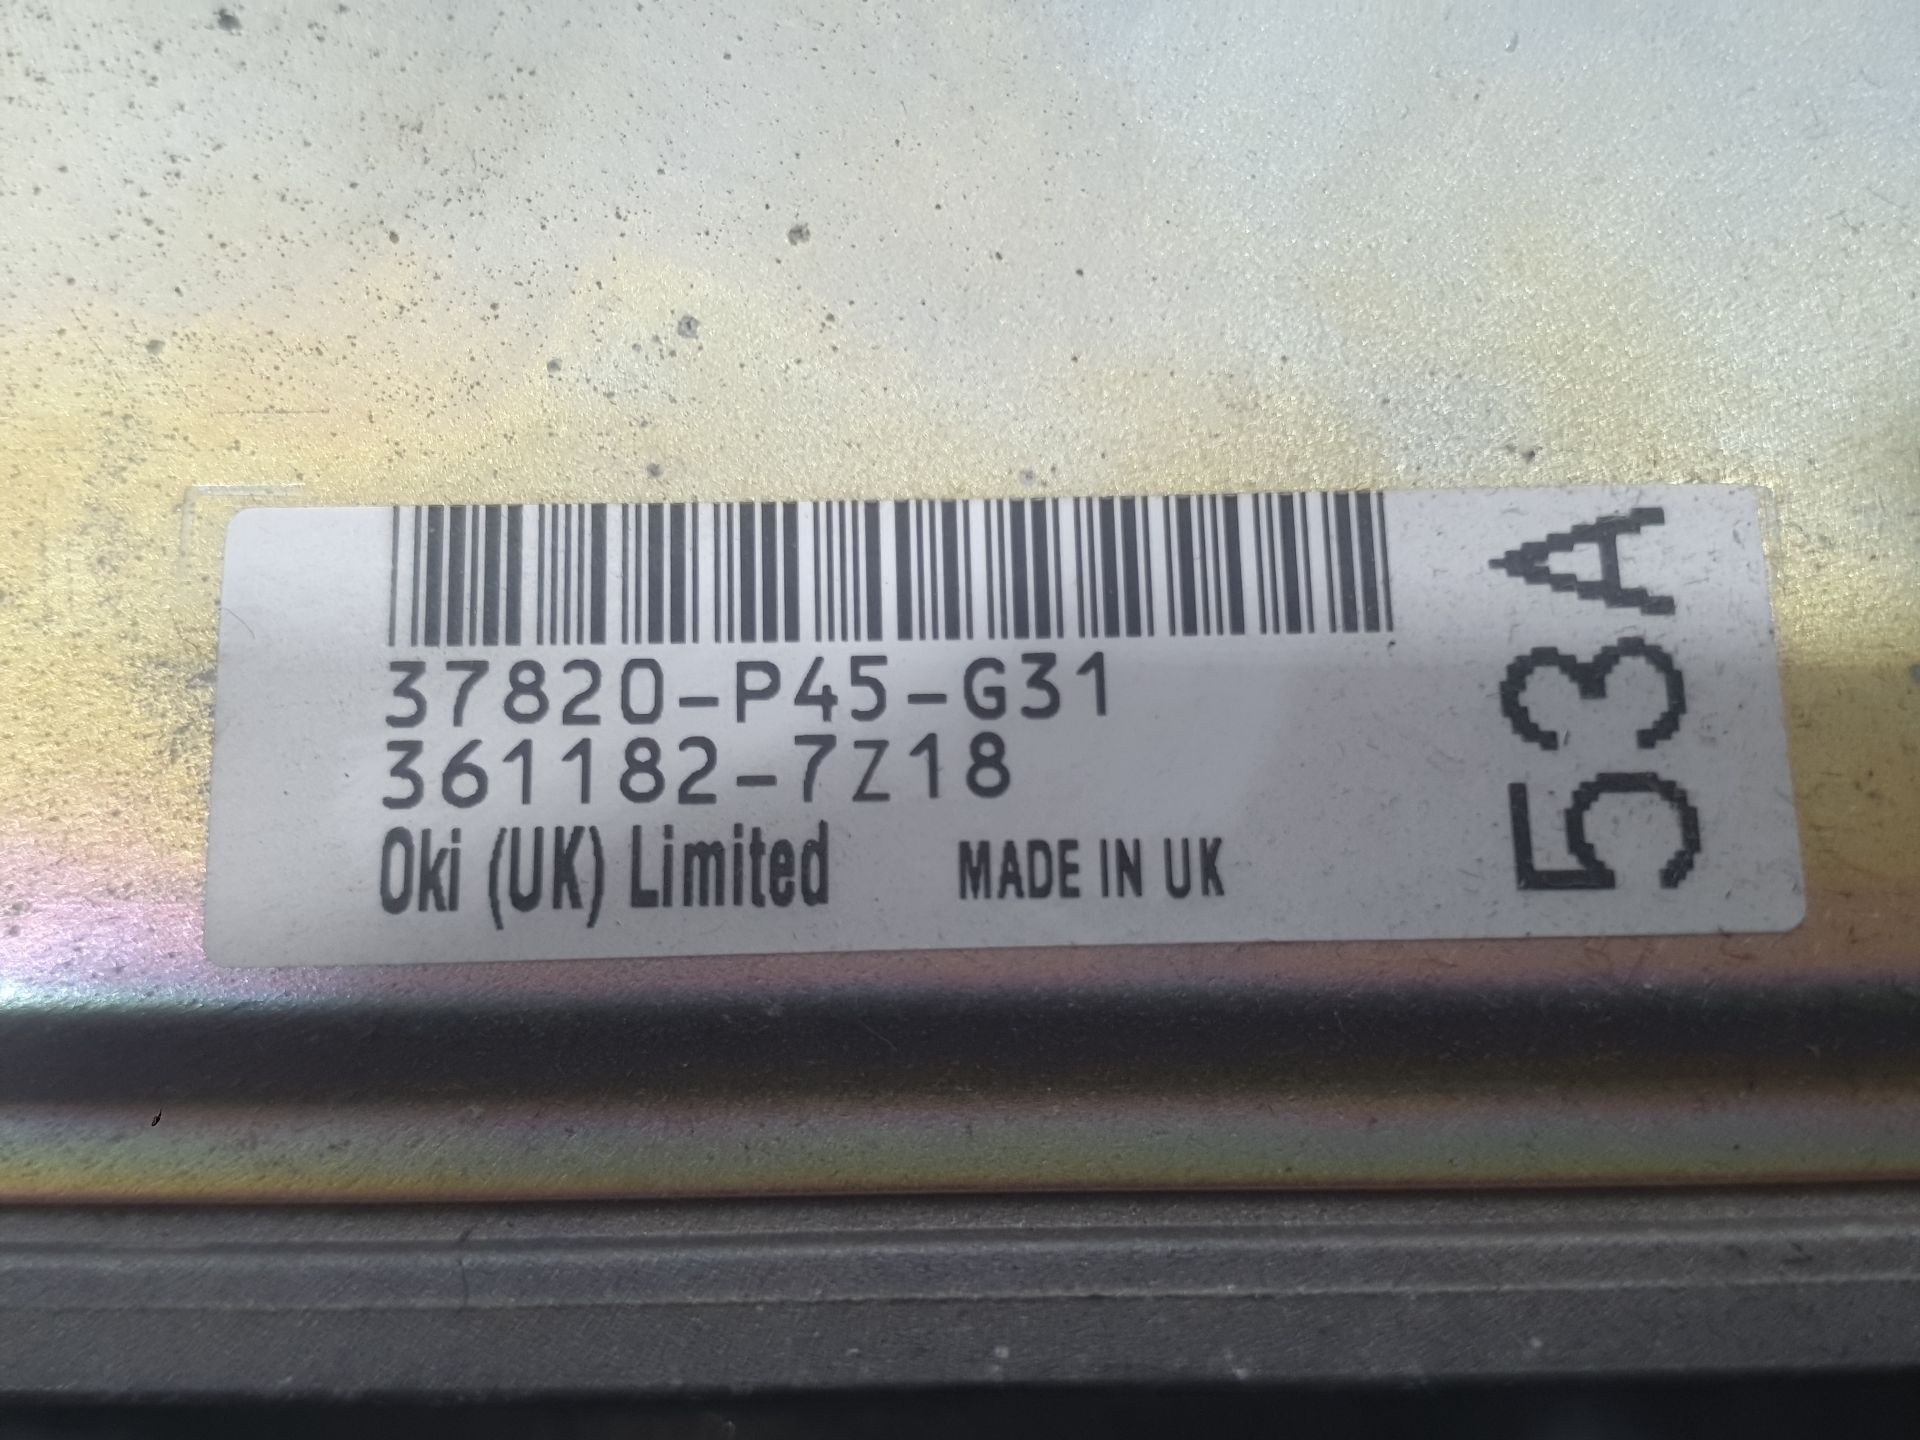 37820-P45-G31
361182-7Z18
Oki (UK) Limited MADE IN UK
53A